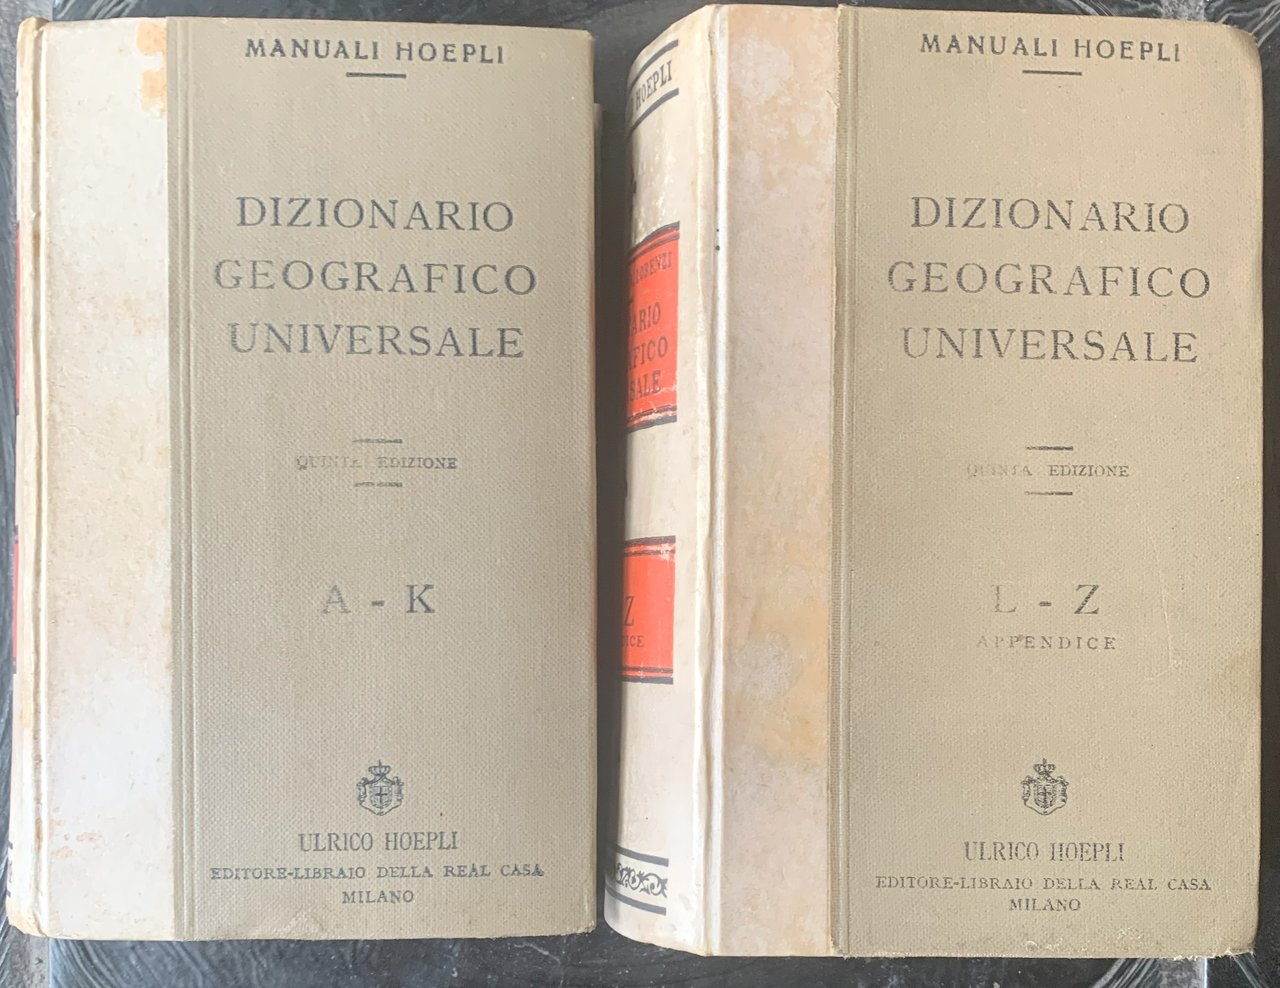 MANUALI HOEPLI
DIZIONARIO
GEOGRAFICO
UNIVERSALE
QUINTA EDIZIONE
A - K
ULRICO HOEPLI
EDITORE-LIBRAIO DELLA REAL CASA
MILANO
HOEPLI
MANUALI HOEPLI
DIZIONARIO
GEOGRAFICO
UNIVERSALE
QUINTA EDIZIONE
L - Z
APPENDICE
ULRICO HOEPLI
EDITORE-LIBRAIO DELLA REAL CASA
MILANO